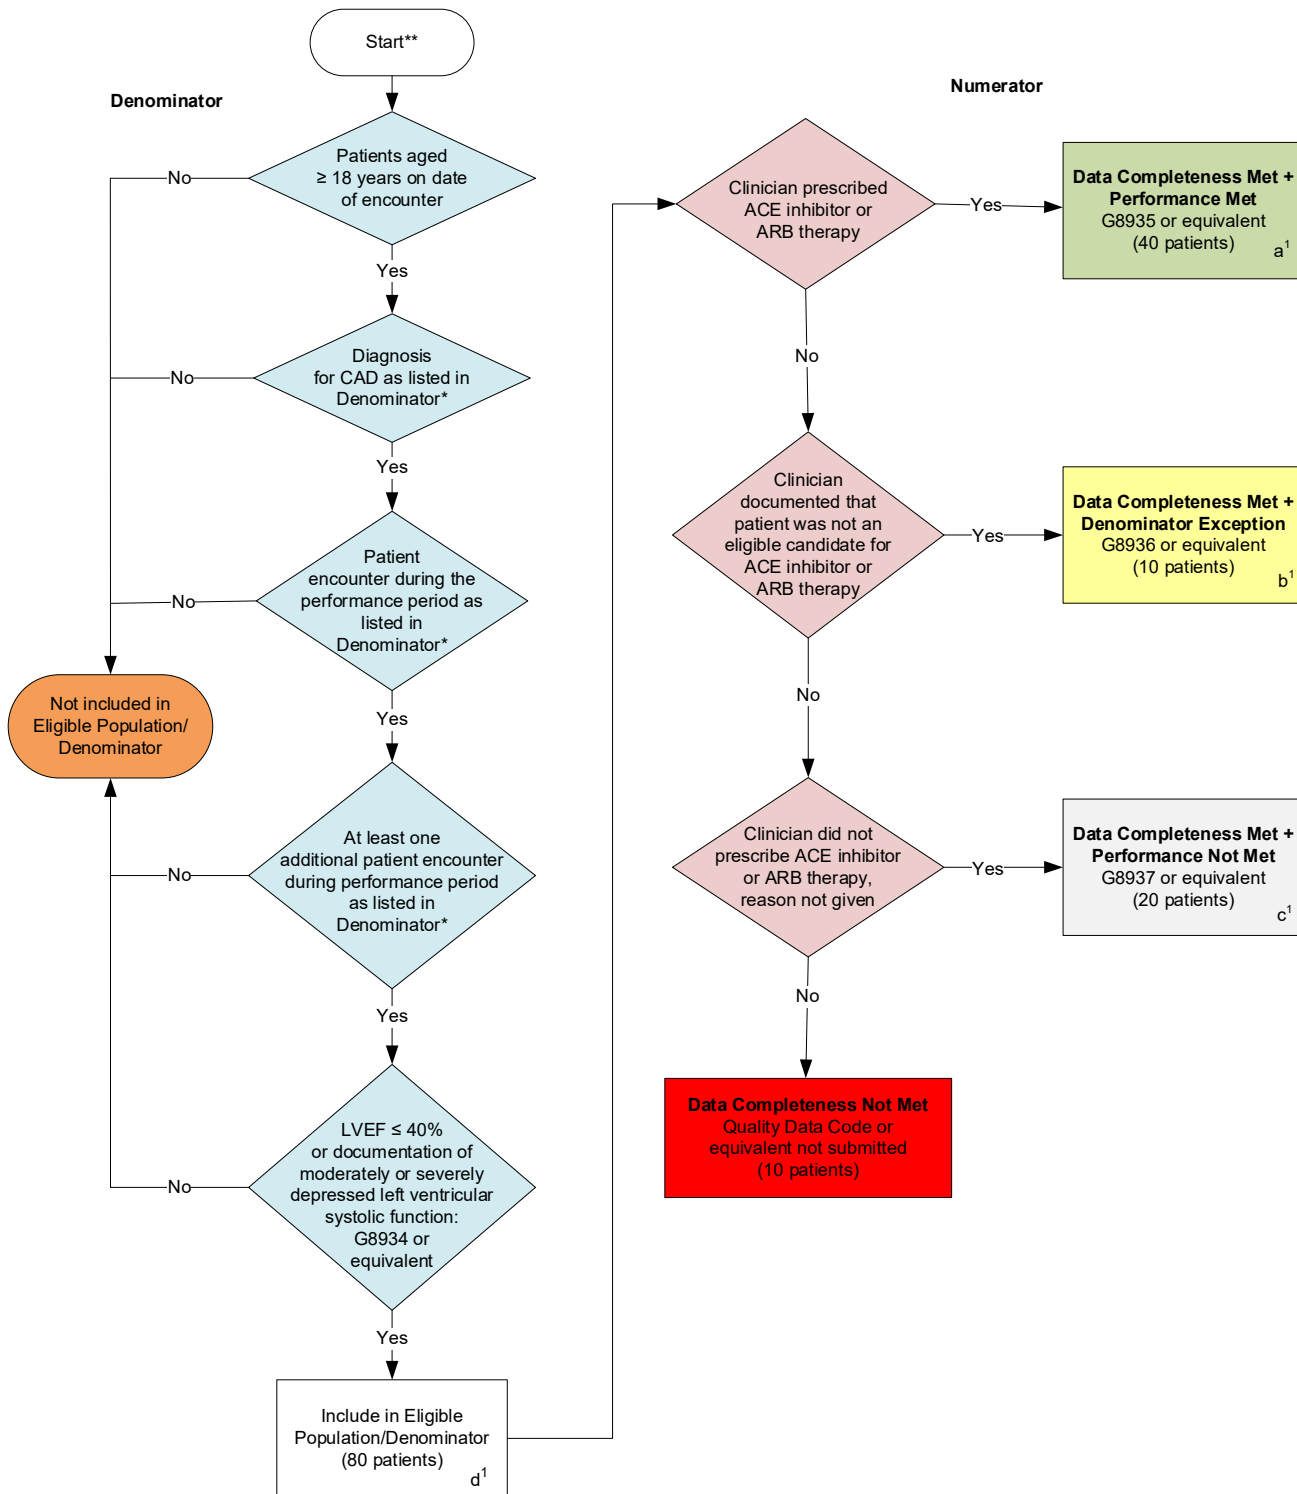 Start**
Denominator
Patients aged
≥ 18 years on date
of encounter
No
Yes
Diagnosis
for CAD as listed in
Denominator*
No
Yes
Patient
encounter during the
performance period as
listed in
Denominator*
No
Yes
Not included in
Eligible Population/
Denominator
At least one
additional patient encounter
during performance period
as listed in
Denominator*
No
Yes
LVEF ≤ 40%
or documentation of
moderately or severely
depressed left ventricular
systolic function:
G8934 or
equivalent
No
Yes
Include in Eligible
Population/Denominator
(80 patients)
d¹
Numerator
Clinician prescribed
ACE inhibitor or
ARB therapy
Yes
Data Completeness Met +
Performance Met
G8935 or equivalent
(40 patients)
a¹
No
Clinician
documented that
patient was not an
eligible candidate for
ACE inhibitor or
ARB therapy
Yes
Data Completeness Met +
Denominator Exception
G8936 or equivalent
(10 patients)
b¹
No
Clinician did not
prescribe ACE inhibitor
or ARB therapy,
reason not given
Yes
Data Completeness Met +
Performance Not Met
G8937 or equivalent
(20 patients)
c¹
No
Data Completeness Not Met
Quality Data Code or
equivalent not submitted
(10 patients)